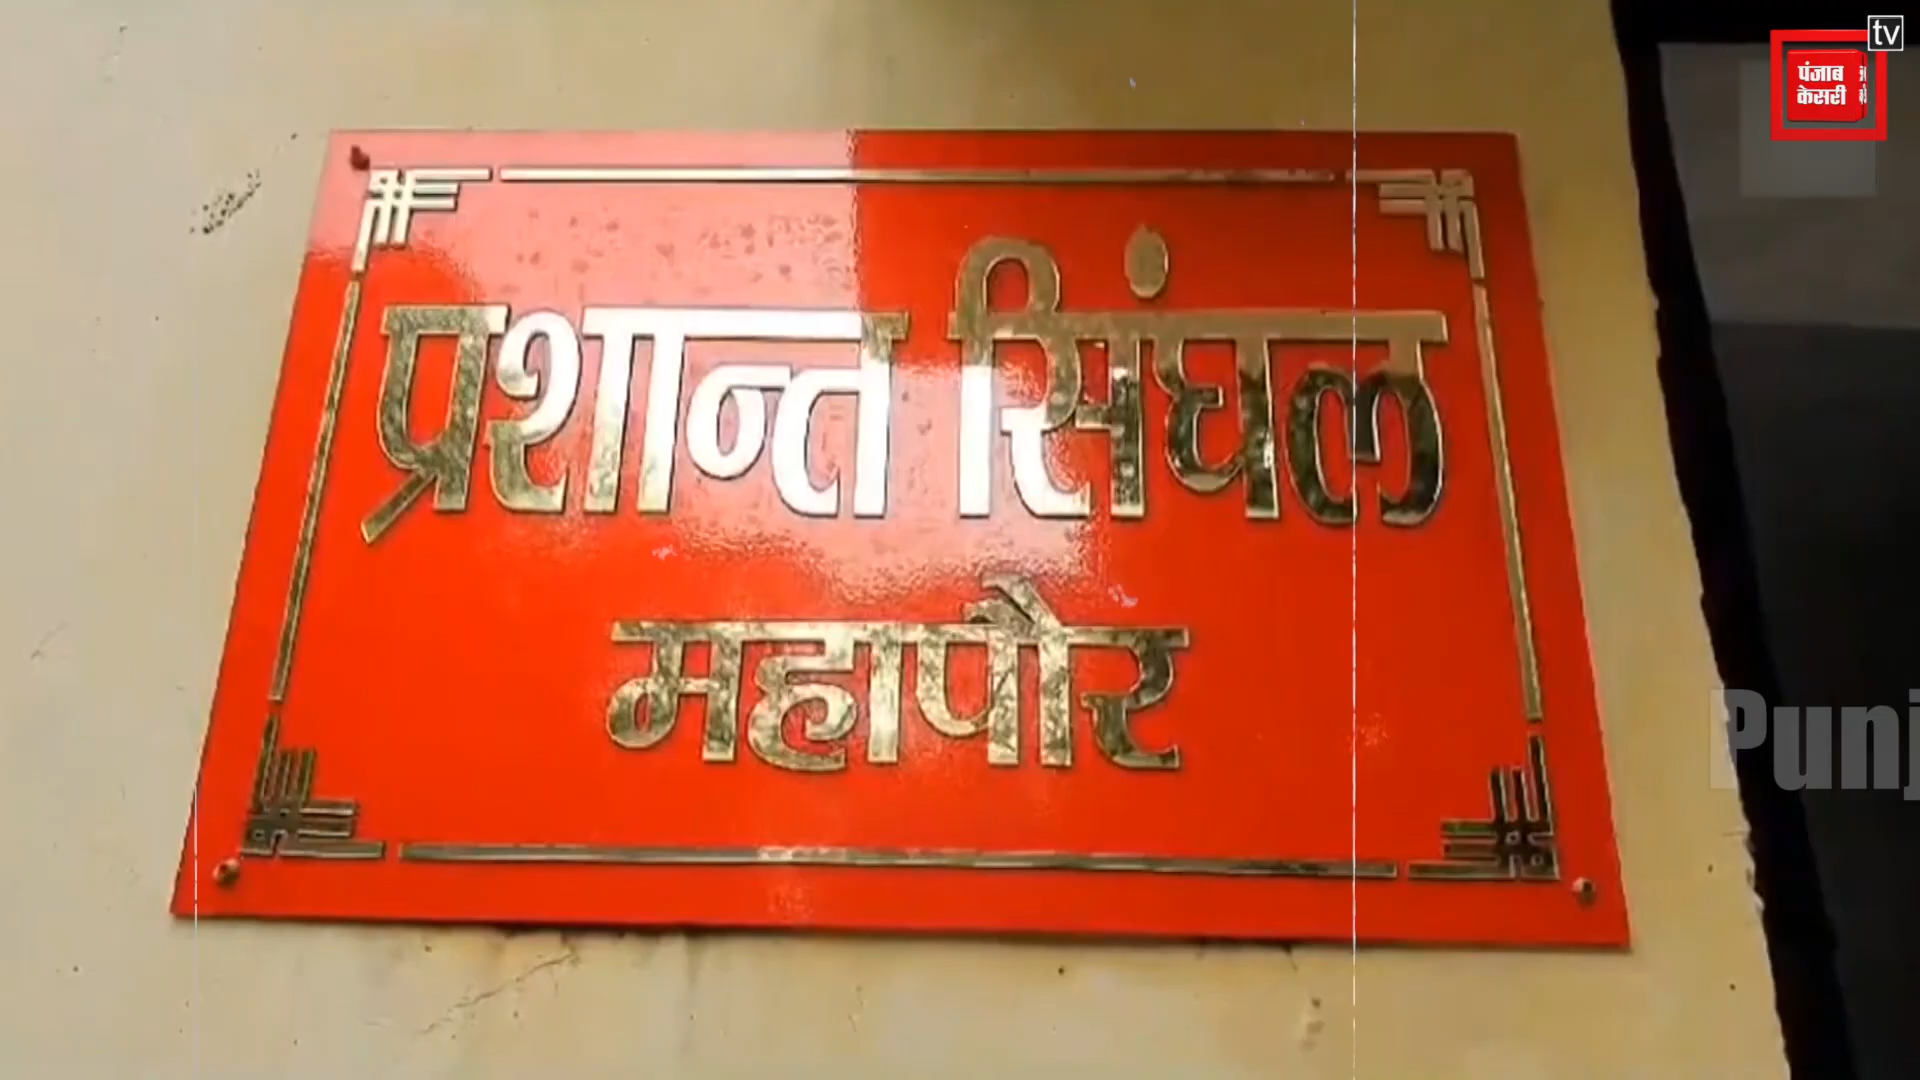 tv
पंजाब
केसरी
प्रशान्त सिंघल
महापौर
Punj